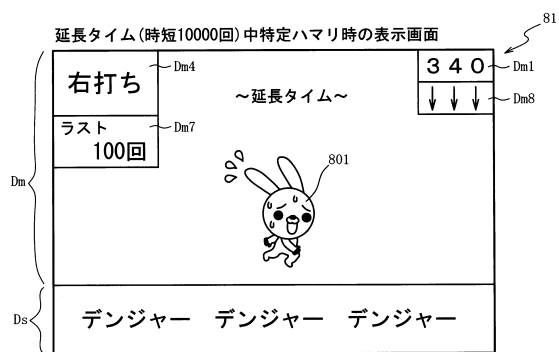 81
延長タイム(時短10000回)中特定ハマリ時の表示画面
右打ち
Dm4
~延長タイム~
340
Dm1
↓ ↓ ↓
Dm8
ラスト
Dm7
100回
801
Dm
Ds
デンジャー デンジャー デンジャー